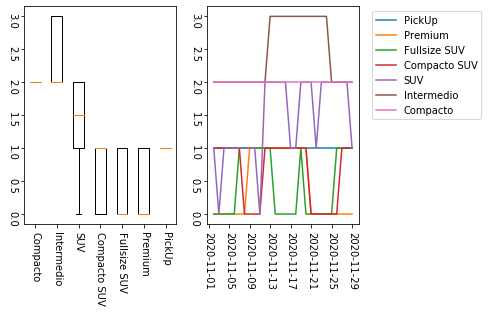 3.0
2.5
2.0
1.5
1.0
0.5
0.0
Compacto
Intermedio
SUV
Compacto SUV
Fullsize SUV
Premium
PickUp
3.0
2.5
2.0
1.5
1.0
0.5
0.0
2020-11-01
2020-11-05
2020-11-09
2020-11-13
2020-11-17
2020-11-21
2020-11-25
2020-11-29
PickUp
Premium
Fullsize SUV
Compacto SUV
SUV
Intermedio
Compacto